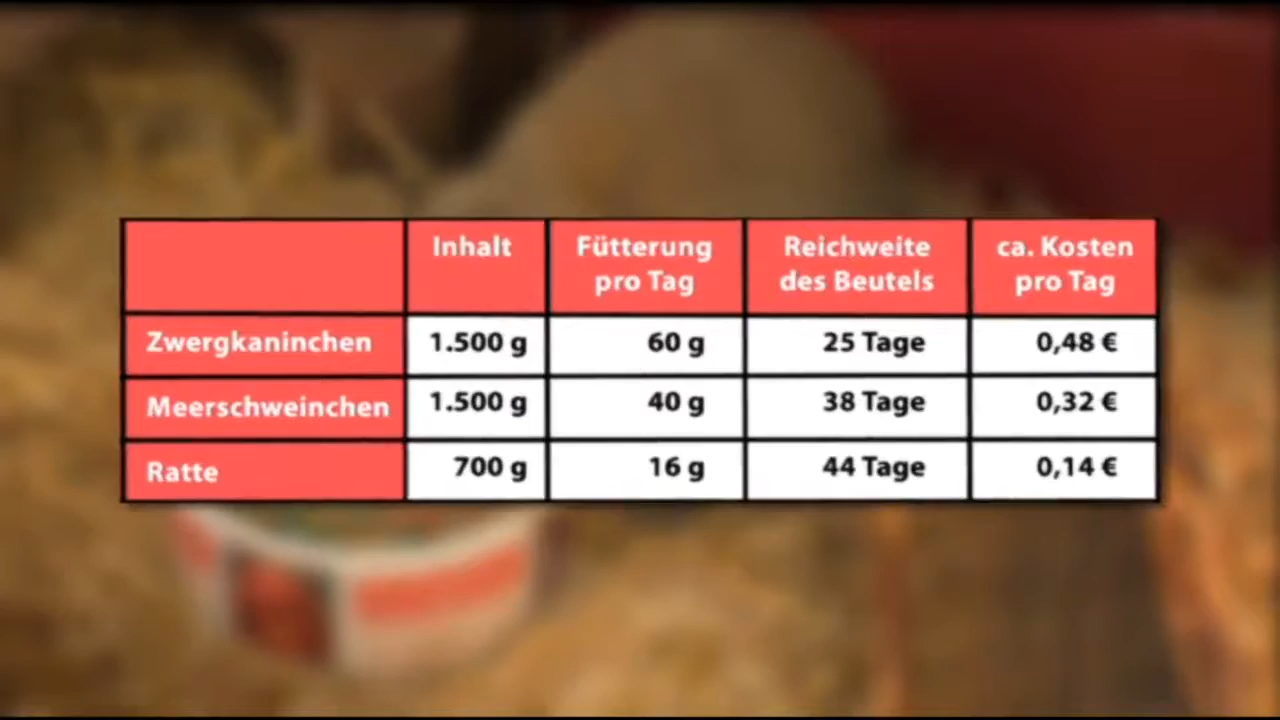 Inhalt Fütterung pro Tag Reichweite des Beutels ca. Kosten pro Tag
Zwergkaninchen 1.500 g 60 g 25 Tage 0,48 €
Meerschweinchen 1.500 g 40 g 38 Tage 0,32 €
Ratte 700 g 16 g 44 Tage 0,14 €